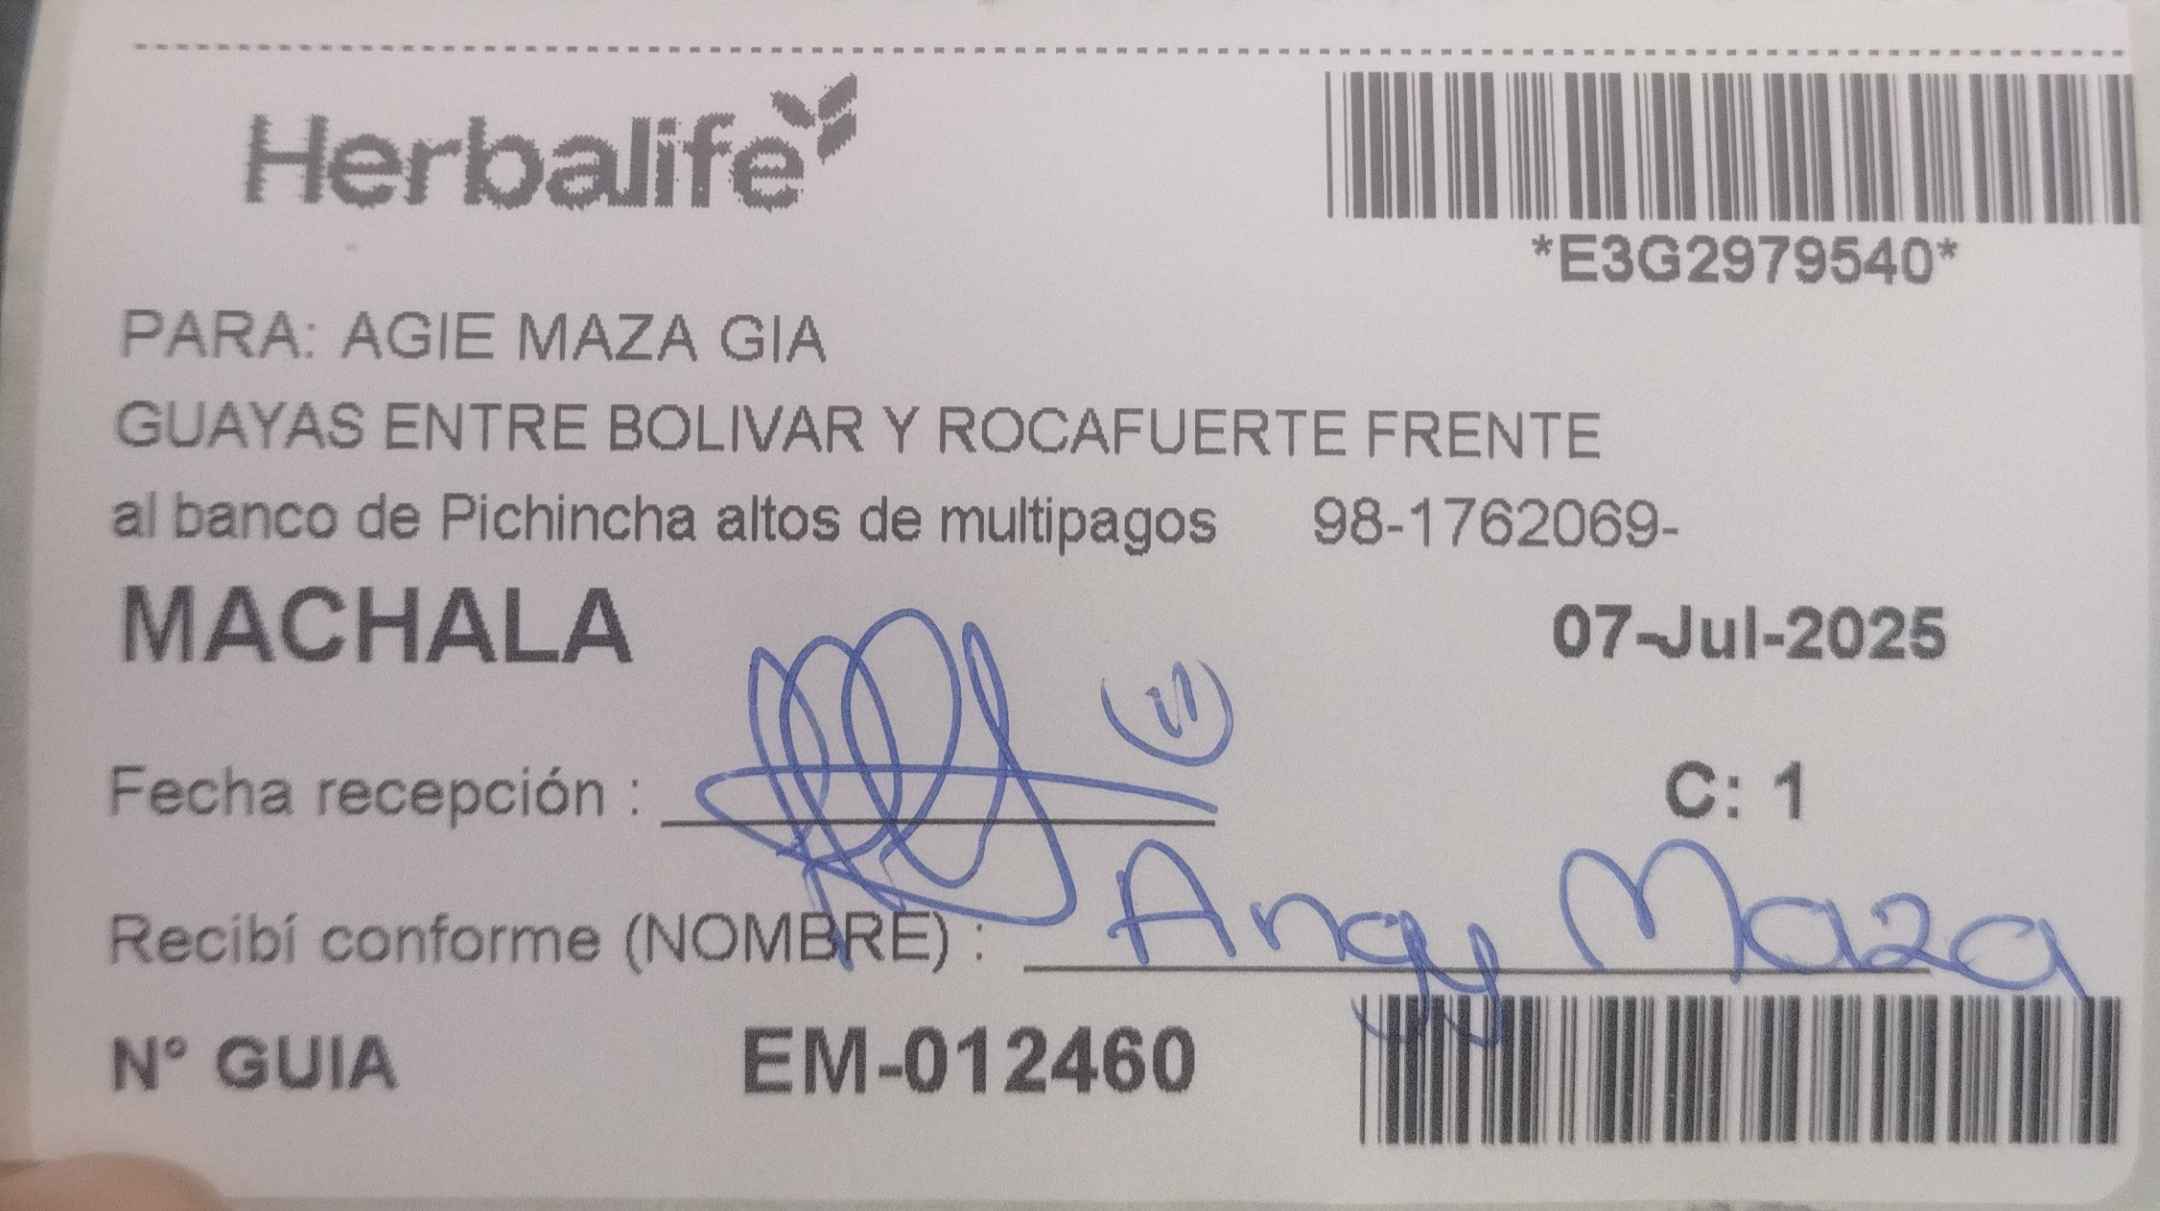 Herbalife
*E3G2979540*
PARA: AGIE MAZA GIA
GUAYAS ENTRE BOLIVAR Y ROCAFUERTE FRENTE
al banco de Pichincha altos de multipagos 98-1762069-
MACHALA
07-Jul-2025
Fecha recepción :
C: 1
Recibí conforme (NOMBRE) : Angy Maza
N° GUIA EM-012460